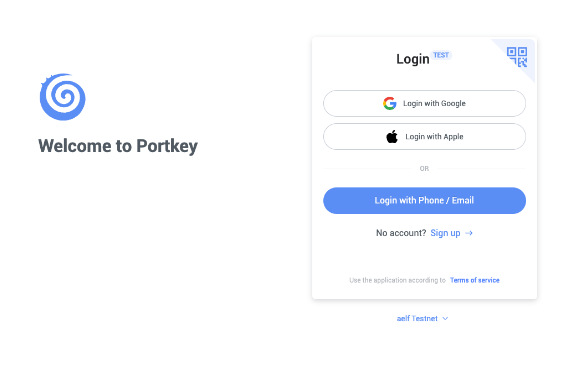 Welcome to Portkey
Login TEST
Login with Google
Login with Apple
OR
Login with Phone / Email
No account? Sign up →
Use the application according to Terms of service
aelf Testnet